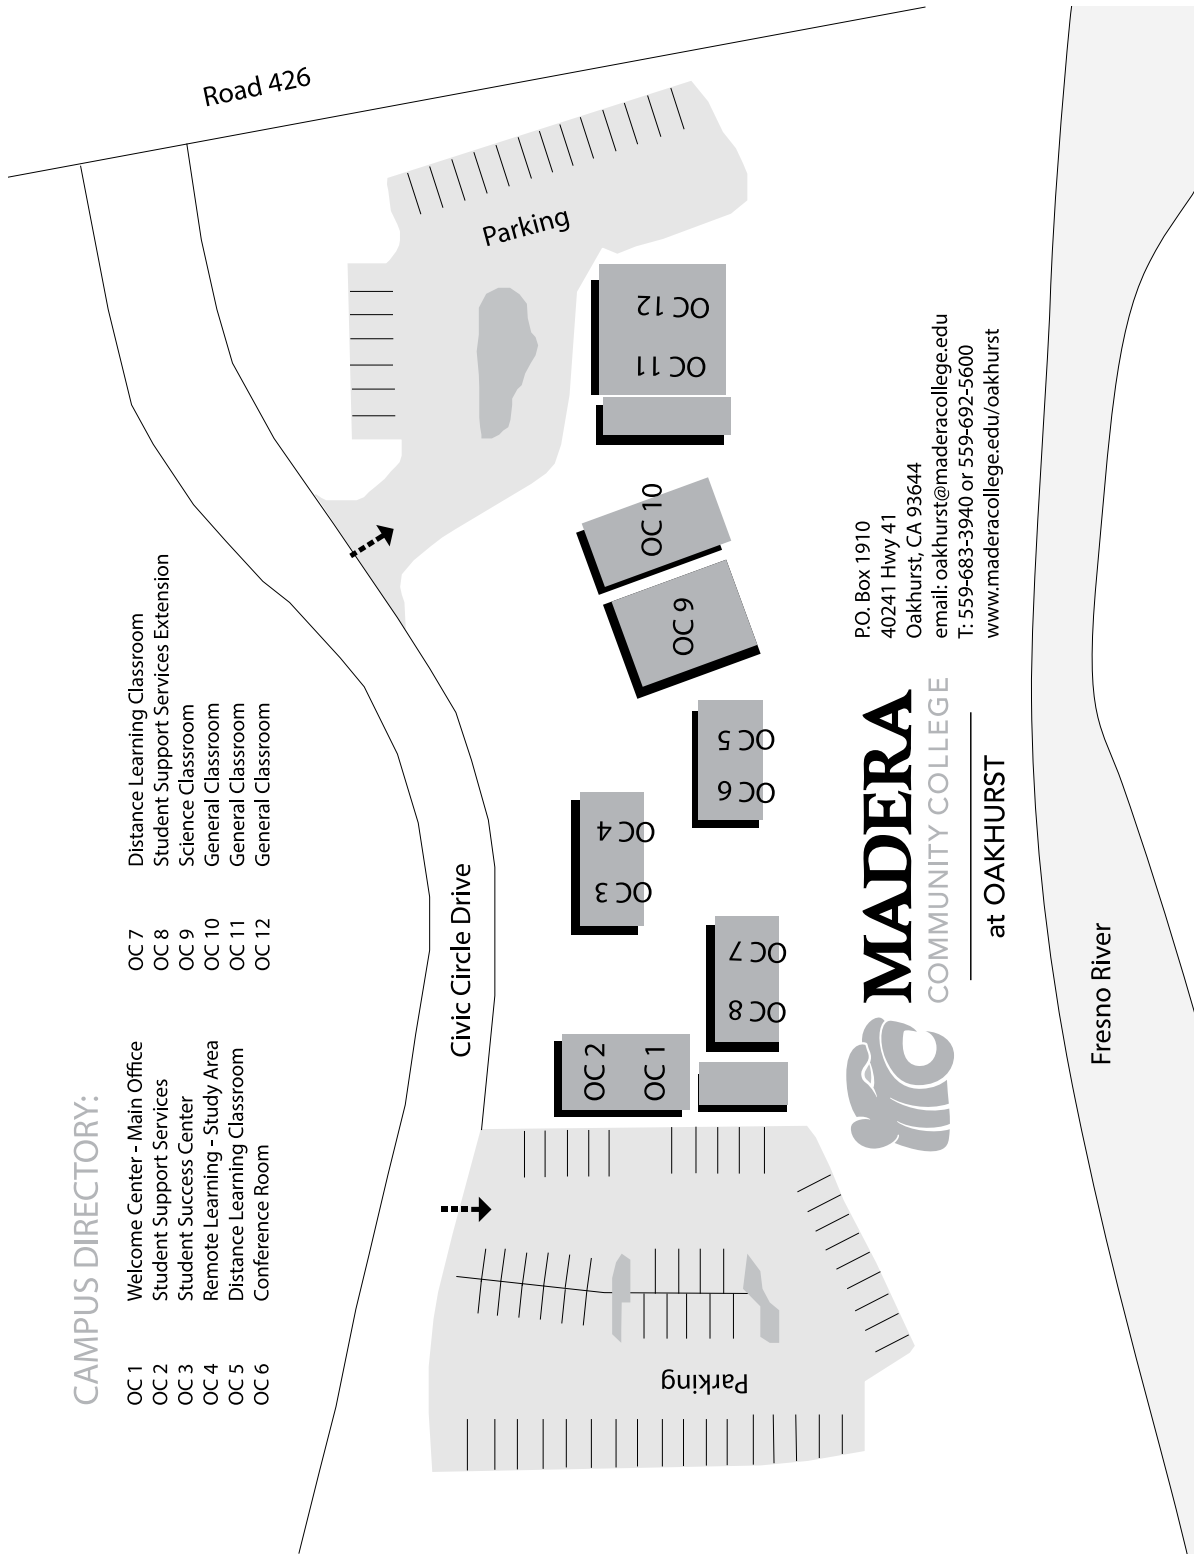 CAMPUS DIRECTORY:
OC 1 Welcome Center - Main Office
OC 2 Student Support Services
OC 3 Student Success Center
OC 4 Remote Learning - Study Area
OC 5 Distance Learning Classroom
OC 6 Conference Room
OC 7 Distance Learning Classroom
OC 8 Student Support Services Extension
OC 9 Science Classroom
OC 10 General Classroom
OC 11 General Classroom
OC 12 General Classroom
Road 426
Civic Circle Drive
Parking
Parking
OC 2
OC 1
OC 3
OC 4
OC 8
OC 7
OC 6
OC 5
OC 9
OC 10
OC 11
OC 12
MADERA
COMMUNITY COLLEGE
at OAKHURST
P.O. Box 1910
40241 Hwy 41
Oakhurst, CA 93644
email: oakhurst@maderacollege.edu
T: 559-683-3940 or 559-692-5600
www.maderacollege.edu/oakhurst
Fresno River